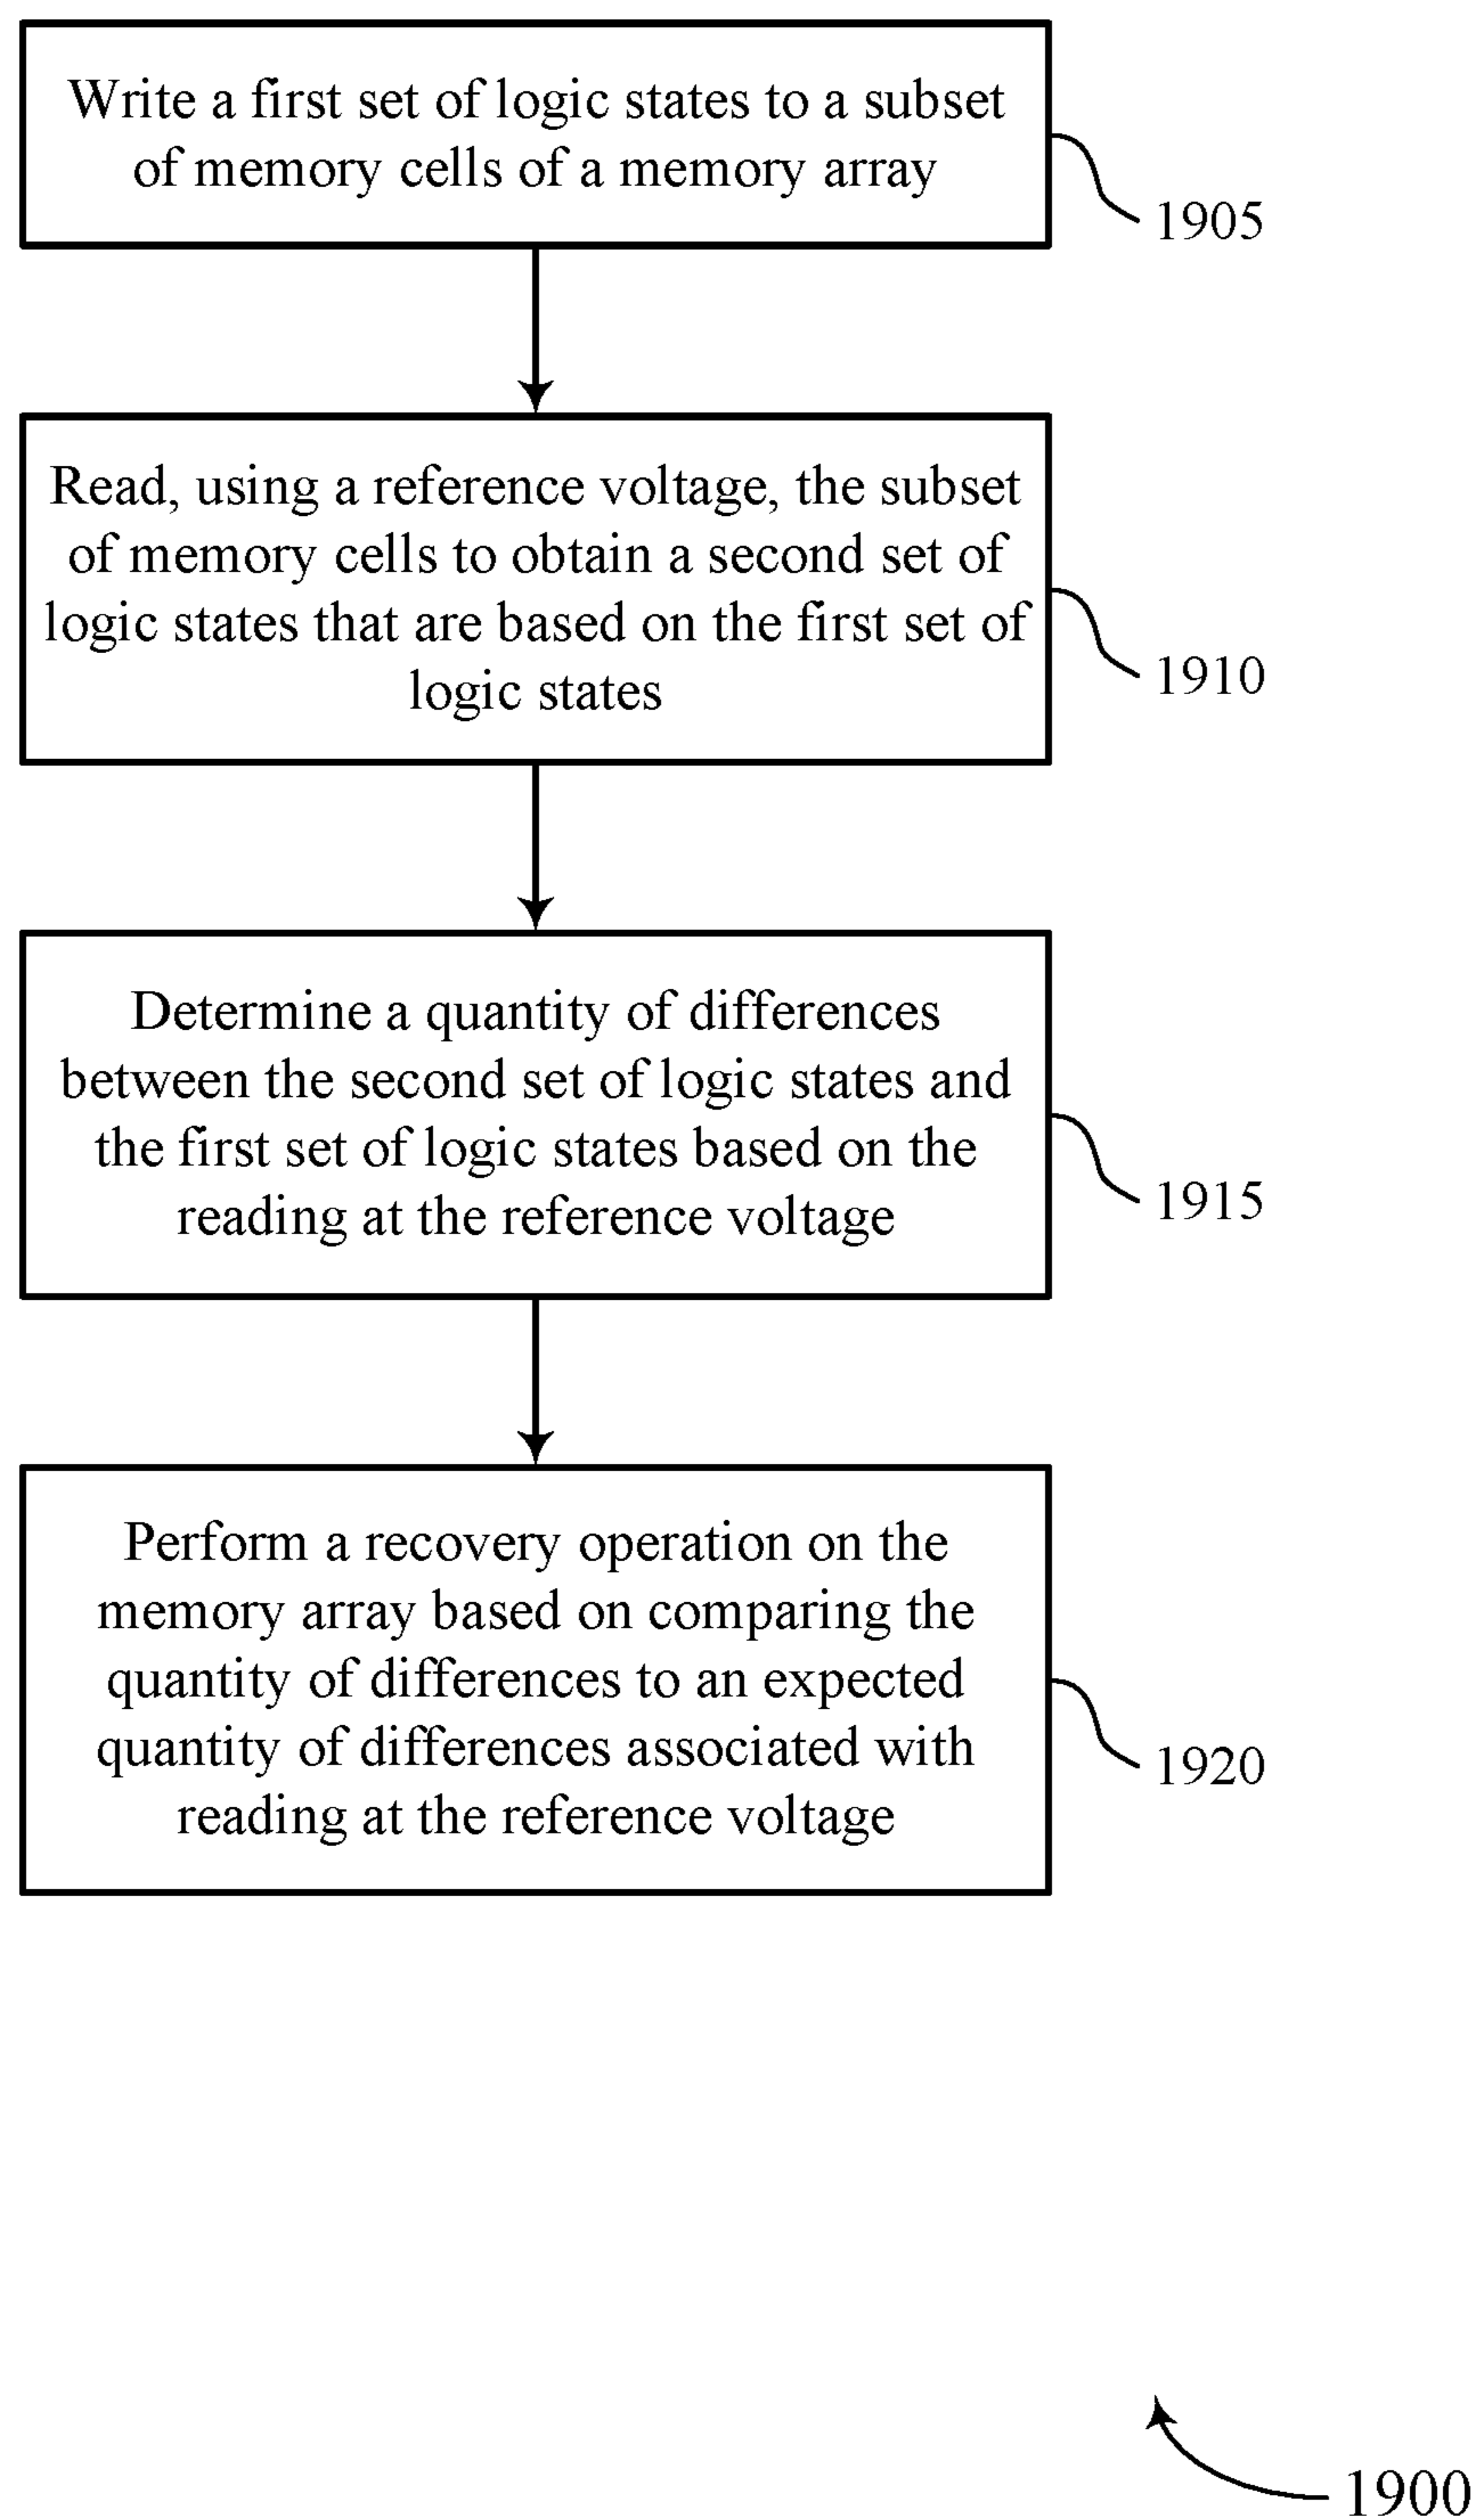 Write a first set of logic states to a subset
of memory cells of a memory array
1905
Read, using a reference voltage, the subset
of memory cells to obtain a second set of
logic states that are based on the first set of
logic states
1910
Determine a quantity of differences
between the second set of logic states and
the first set of logic states based on the
reading at the reference voltage
1915
Perform a recovery operation on the
memory array based on comparing the
quantity of differences to an expected
quantity of differences associated with
reading at the reference voltage
1920
1900